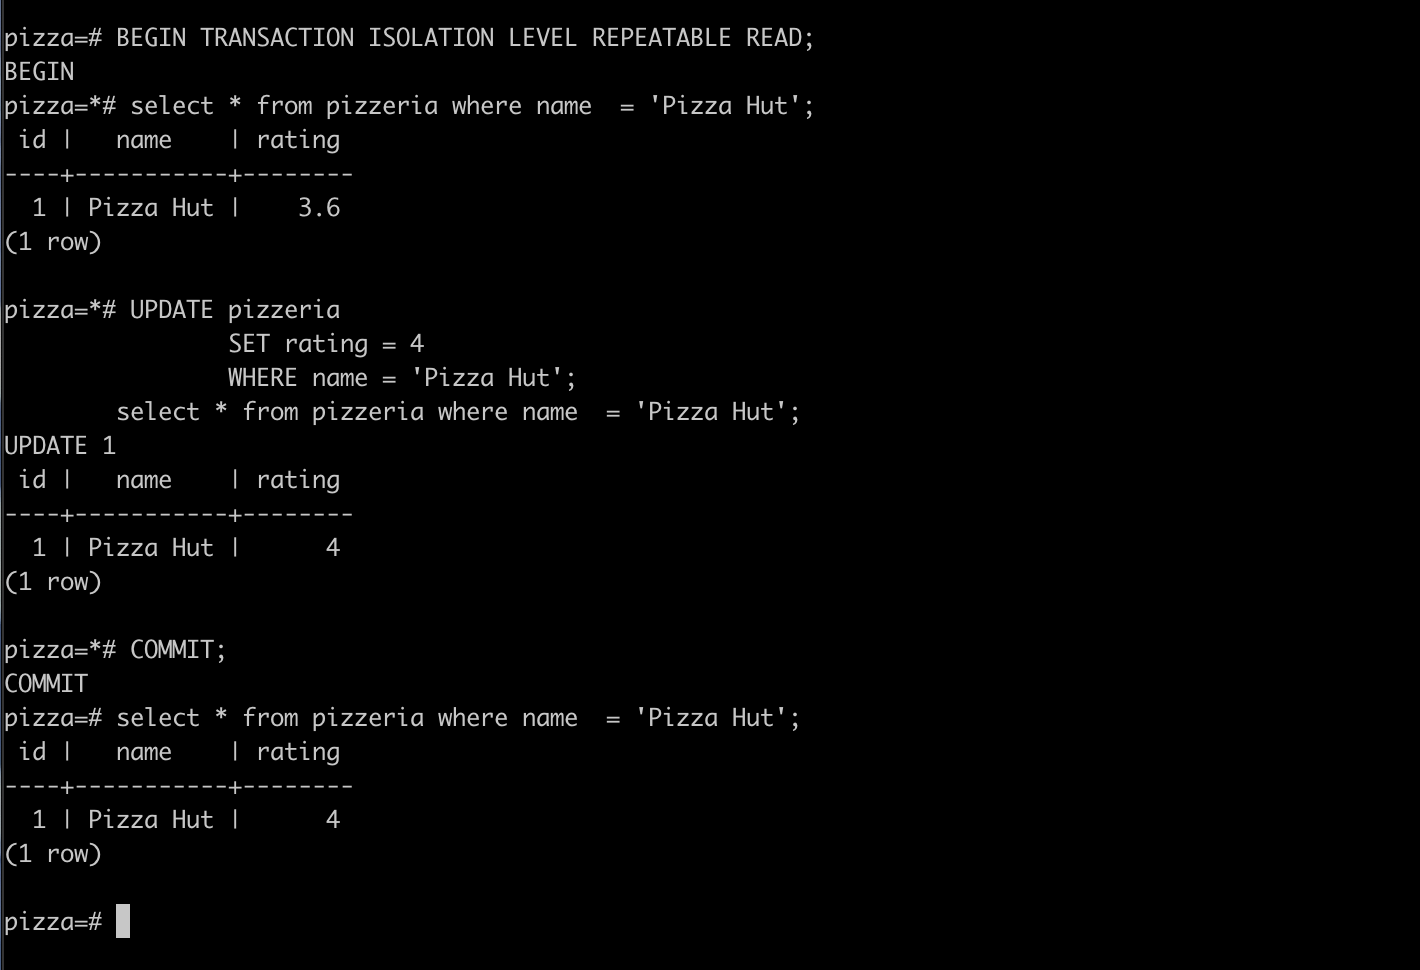 pizza=# BEGIN TRANSACTION ISOLATION LEVEL REPEATABLE READ;
BEGIN
pizza=*# select * from pizzeria where name  = 'Pizza Hut';
 id |   name    | rating
----+-----------+--------
  1 | Pizza Hut |    3.6
(1 row)

pizza=*# UPDATE pizzeria
                SET rating = 4
                WHERE name = 'Pizza Hut';
        select * from pizzeria where name  = 'Pizza Hut';
UPDATE 1
 id |   name    | rating
----+-----------+--------
  1 | Pizza Hut |      4
(1 row)

pizza=*# COMMIT;
COMMIT
pizza=# select * from pizzeria where name  = 'Pizza Hut';
 id |   name    | rating
----+-----------+--------
  1 | Pizza Hut |      4
(1 row)

pizza=#